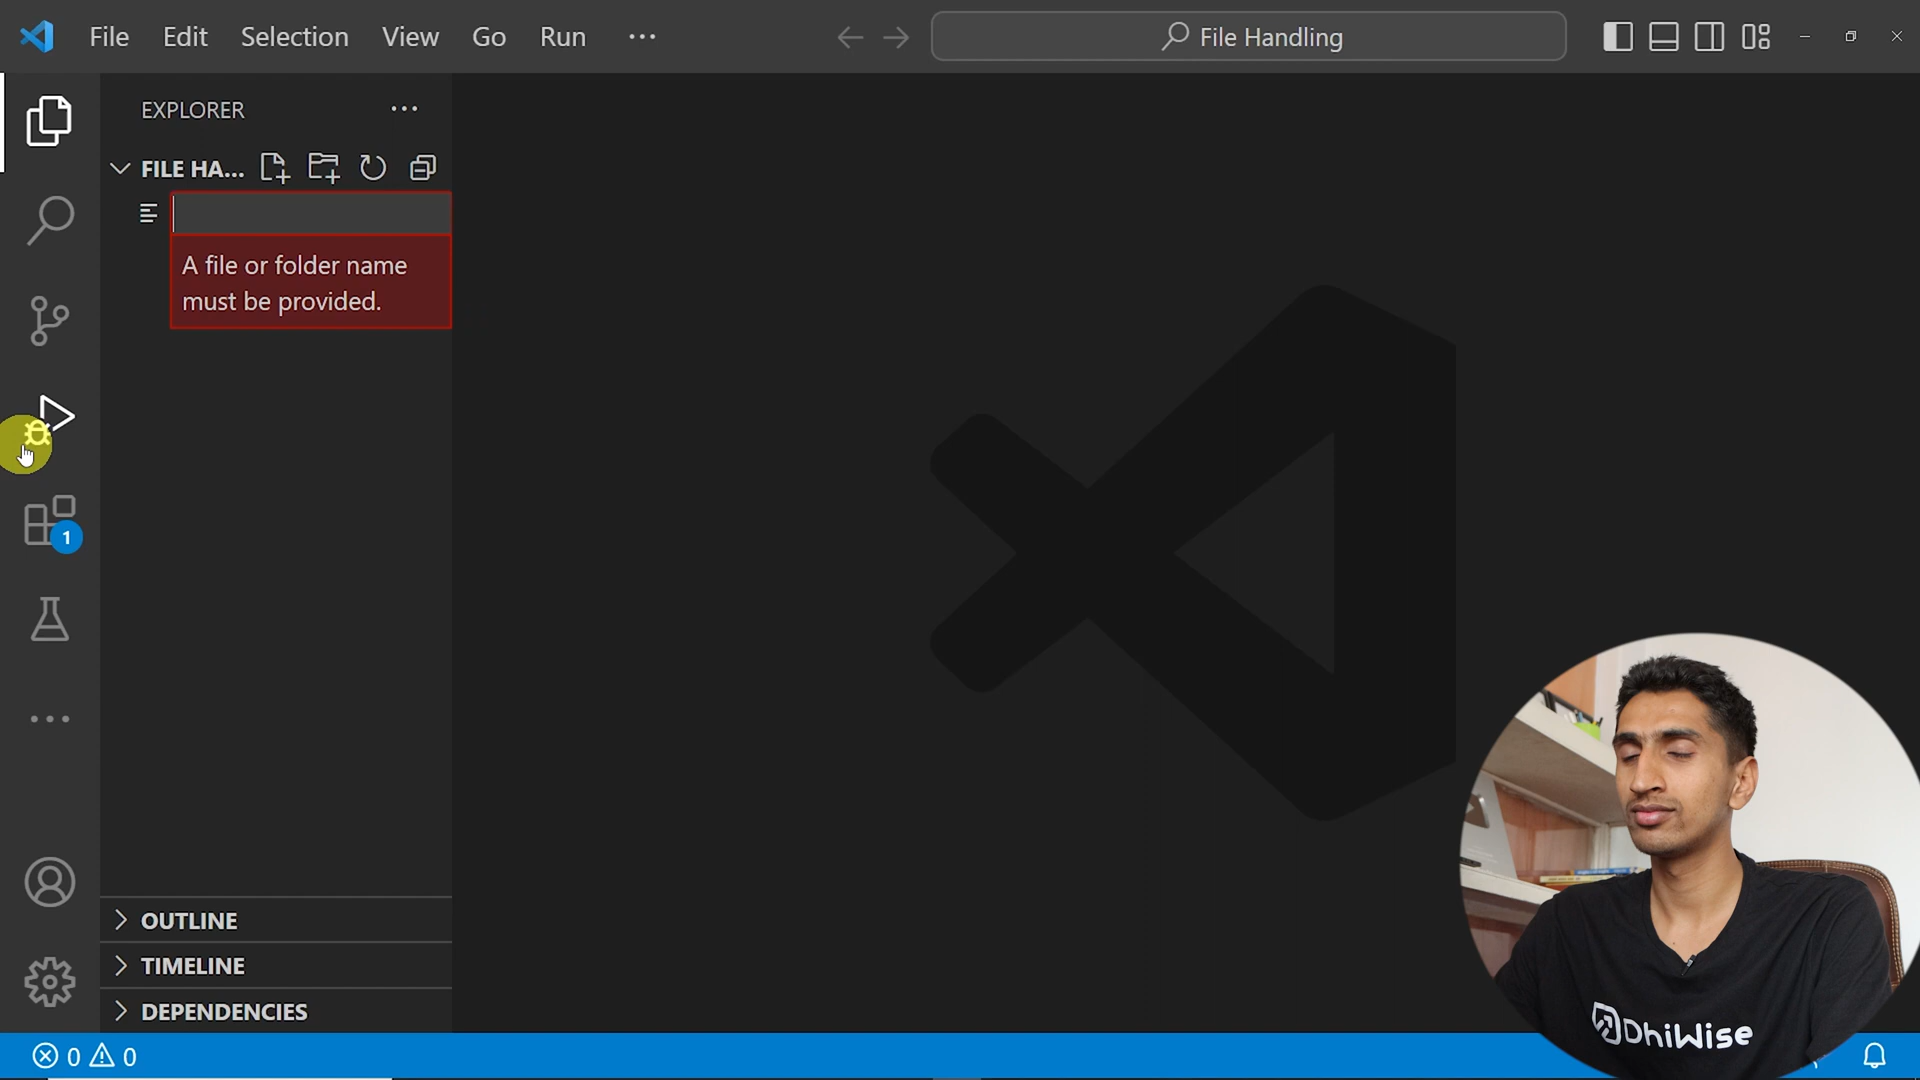 File Edit Selection View Go Run ···
File Handling
EXPLORER
FILE HA...
A file or folder name
must be provided.
1
OUTLINE
TIMELINE
DEPENDENCIES
0 0
DhiWise